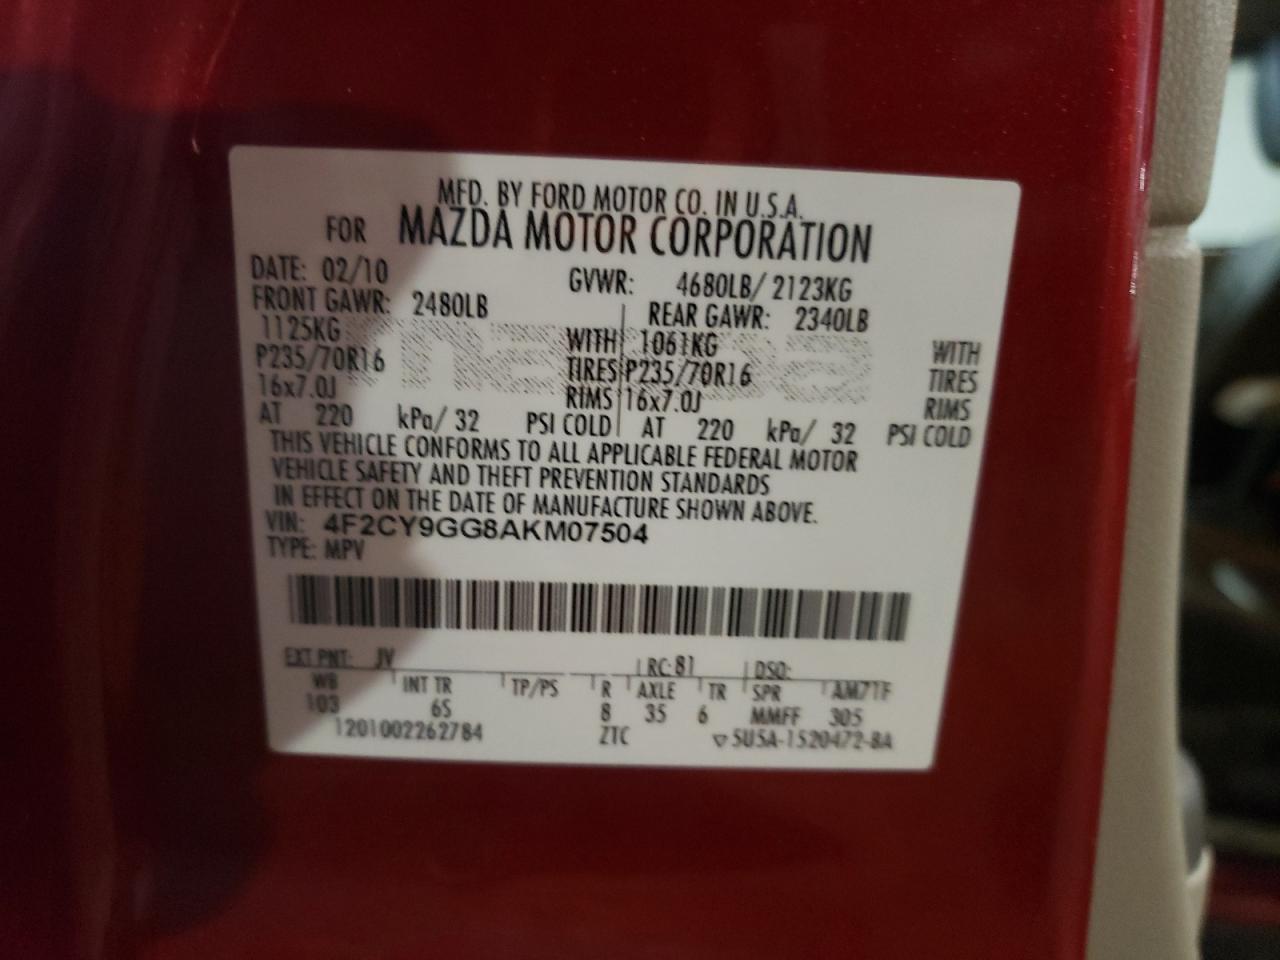 MFD. BY FORD MOTOR CO. IN U.S.A.
FOR MAZDA MOTOR CORPORATION
DATE: 02/10 GVWR: 4680LB/ 2123KG
FRONT GAWR: 2480LB REAR GAWR: 2340LB
1125KG WITH 1061KG WITH
P235/70R16 TIRES P235/70R16 TIRES
16x7.0J RIMS 16x7.0J RIMS
AT 220 kPa/ 32 PSI COLD AT 220 kPa/ 32 PSI COLD
THIS VEHICLE CONFORMS TO ALL APPLICABLE FEDERAL MOTOR
VEHICLE SAFETY AND THEFT PREVENTION STANDARDS
IN EFFECT ON THE DATE OF MANUFACTURE SHOWN ABOVE.
VIN: 4F2CY9GG8AKM07504
TYPE: MPV
EXT PNT: JV RC:81 DSO:
WB INT TR TP/PS R AXLE TR SPR AM71F
103 6S 8 35 6 MMFF 305
1201002262784 ZTC ▽5U5A-1520472-BA
mazda